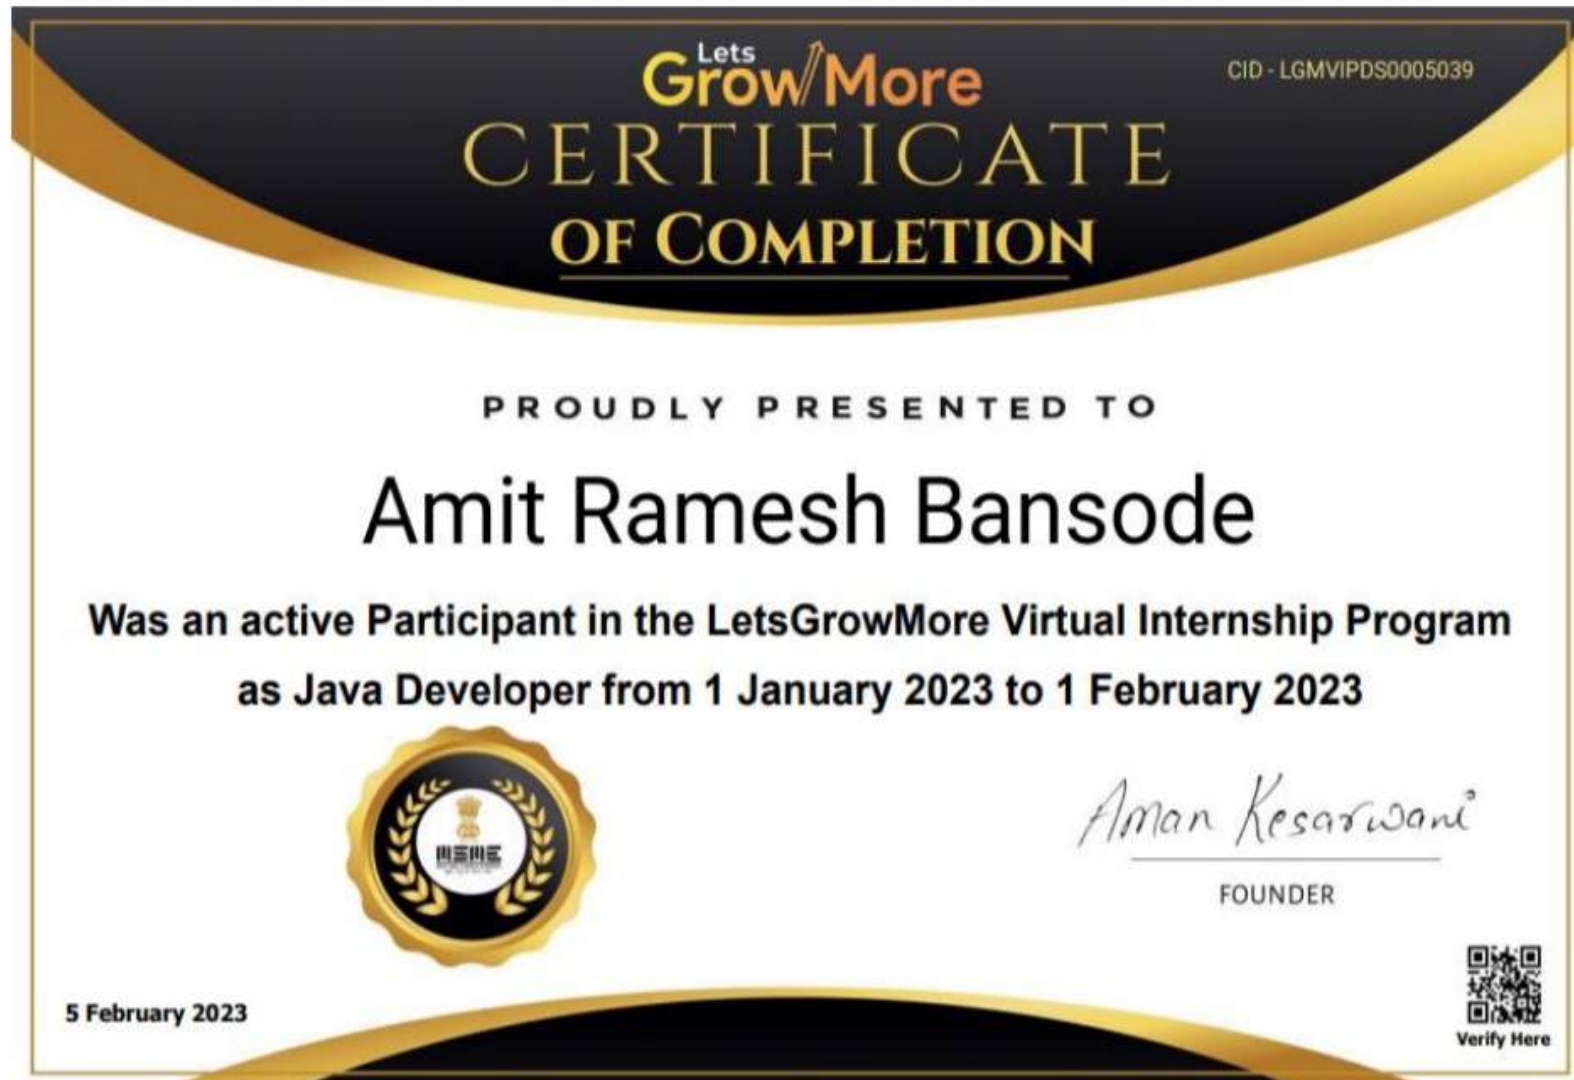 Lets
GrowMore
CID - LGMVIPDS0005039
CERTIFICATE
OF COMPLETION
PROUDLY PRESENTED TO
Amit Ramesh Bansode
Was an active Participant in the LetsGrowMore Virtual Internship Program
as Java Developer from 1 January 2023 to 1 February 2023
MSME
Aman Kesarwani
FOUNDER
5 February 2023
Verify Here